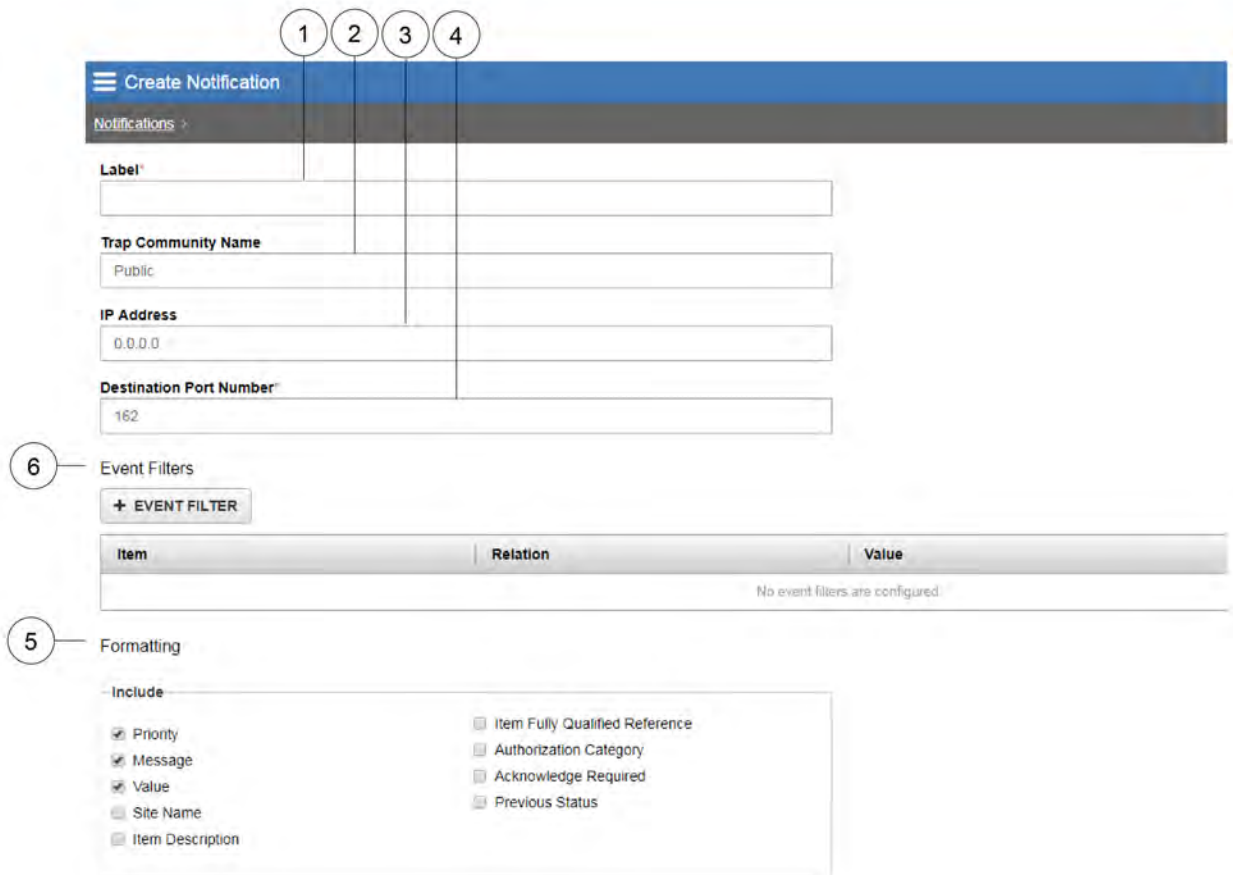 1 2 3 4
Create Notification
Notifications >
Label*
Trap Community Name
Public
IP Address
0.0.0.0
Destination Port Number*
162
6
Event Filters
+ EVENT FILTER
Item Relation Value
No event filters are configured
5
Formatting
Include
Priority
Message
Value
Site Name
Item Description
Item Fully Qualified Reference
Authorization Category
Acknowledge Required
Previous Status